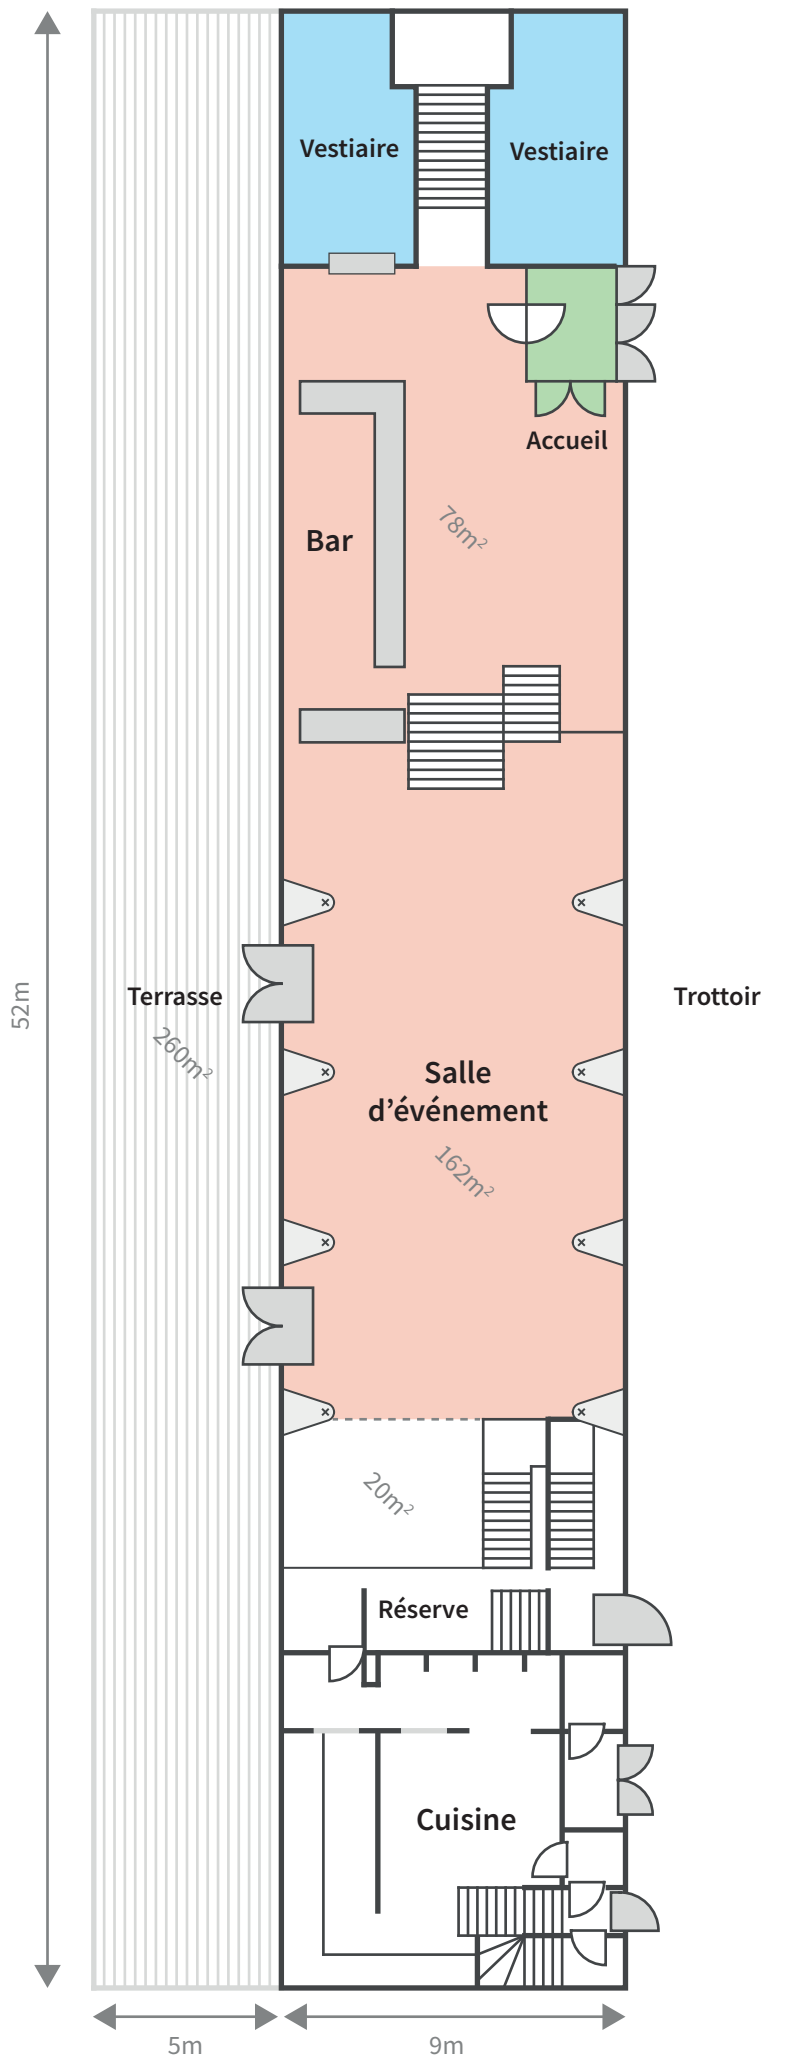 Vestiaire
Vestiaire
Accueil
78m²
Bar
52m
Terrasse
260m²
Trottoir
Salle
d’événement
162m²
20m²
Réserve
Cuisine
5m
9m